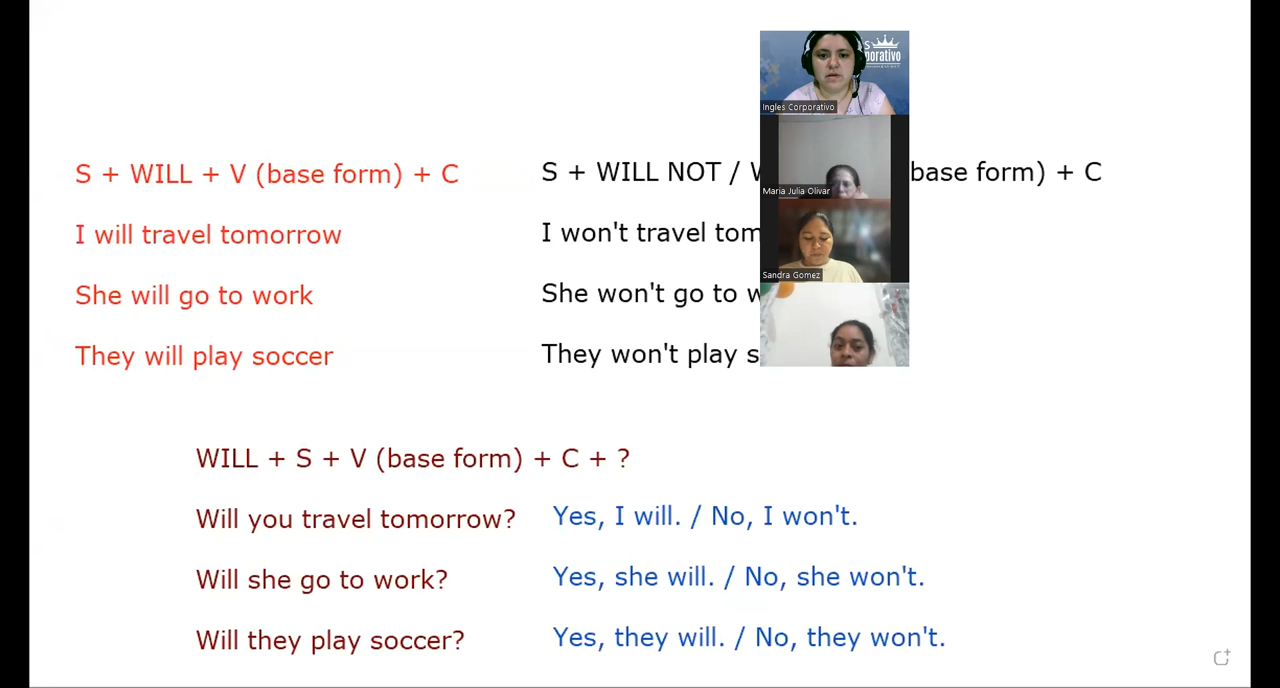 S + WILL + V (base form) + C
I will travel tomorrow
She will go to work
They will play soccer
S + WILL NOT / base form) + C
I won't travel
She won't go to
They won't play
WILL + S + V (base form) + C + ?
Will you travel tomorrow?
Will she go to work?
Will they play soccer?
Yes, I will. / No, I won't.
Yes, she will. / No, she won't.
Yes, they will. / No, they won't.
S
porativo
Ingles Corporativo
Maria Julia Olivar
Sandra Gomez